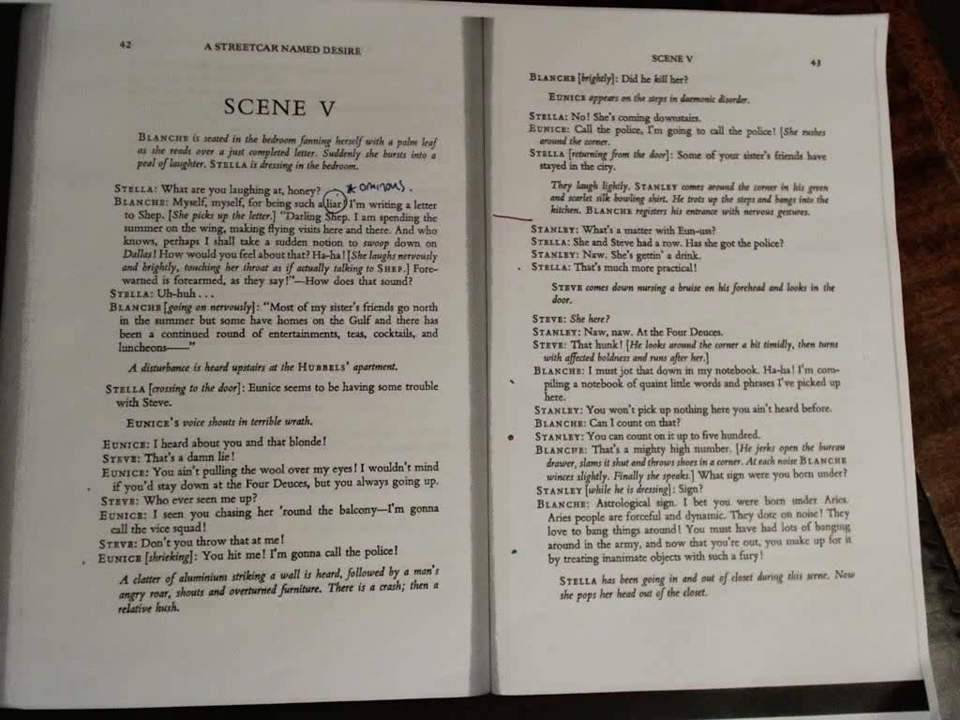 42
A STREETCAR NAMED DESIRE
SCENE V
BLANCHE is seated in the bedroom fanning herself with a palm leaf
as she reads over a just completed letter. Suddenly she bursts into a
peal of laughter. STELLA is dressing in the bedroom.
STELLA: What are you laughing at, honey?
* ominous.
BLANCHE: Myself, myself, for being such a liar! I'm writing a letter
to Shep. [She picks up the letter.] "Darling Shep. I am spending the
summer on the wing, making flying visits here and there. And who
knows, perhaps I shall take a sudden notion to swoop down on
Dallas! How would you feel about that? Ha-ha! [She laughs nervously
and brightly, touching her throat as if actually talking to SHEP.] Fore-
warned is forearmed, as they say!"—How does that sound?
STELLA: Uh-huh . . .
BLANCHE [going on nervously]: "Most of my sister's friends go north
in the summer but some have homes on the Gulf and there has
been a continued round of entertainments, teas, cocktails, and
luncheons——"
A disturbance is heard upstairs at the HUBBELS' apartment.
STELLA [crossing to the door]: Eunice seems to be having some trouble
with Steve.
EUNICE'S voice shouts in terrible wrath.
EUNICE: I heard about you and that blonde!
STEVE: That's a damn lie!
EUNICE: You ain't pulling the wool over my eyes! I wouldn't mind
if you'd stay down at the Four Deuces, but you always going up.
STEVE: Who ever seen me up?
EUNICE: I seen you chasing her 'round the balcony—I'm gonna
call the vice squad!
STEVE: Don't you throw that at me!
EUNICE [shrieking]: You hit me! I'm gonna call the police!
A clatter of aluminium striking a wall is heard, followed by a man's
angry roar, shouts and overturned furniture. There is a crash; then a
relative hush.
SCENE V
43
BLANCHE [brightly]: Did he kill her?
EUNICE appears on the steps in daemonic disorder.
STELLA: No! She's coming downstairs.
EUNICE: Call the police, I'm going to call the police! [She rushes
around the corner.
STELLA [returning from the door]: Some of your sister's friends have
stayed in the city.
They laugh lightly. STANLEY comes around the corner in his green
and scarlet silk bowling shirt. He trots up the steps and bangs into the
kitchen. BLANCHE registers his entrance with nervous gestures.
STANLEY: What's a matter with Eun-uss?
STELLA: She and Steve had a row. Has she got the police?
STANLEY: Naw. She's gettin' a drink.
STELLA: That's much more practical!
STEVE comes down nursing a bruise on his forehead and looks in the
door.
STEVE: She here?
STANLEY: Naw, naw. At the Four Deuces.
STEVE: That hunk! [He looks around the corner a bit timidly, then turns
with affected boldness and runs after her.]
BLANCHE: I must jot that down in my notebook. Ha-ha! I'm com-
piling a notebook of quaint little words and phrases I've picked up
here.
STANLEY: You won't pick up nothing here you ain't heard before.
BLANCHE: Can I count on that?
STANLEY: You can count on it up to five hundeed.
BLANCHE: That's a mighty high number. [He jerks open the bureau
drawer, slams it shut and throws shoes in a corner. At each noise BLANCHE
winces slightly. Finally she speaks.] What sign were you born under?
STANLEY [while he is dressing]: Sign?
BLANCHE: Astrological sign. I bet you were born under Aries.
Aries people are forceful and dynamic. They dote on noise! They
love to bang things around! You must have had lots of banging
around in the army, and now that you're out, you make up for it
by treating inanimate objects with such a fury!
STELLA has been going in and out of closet during this scene. Now
she pops her head out of the closet.